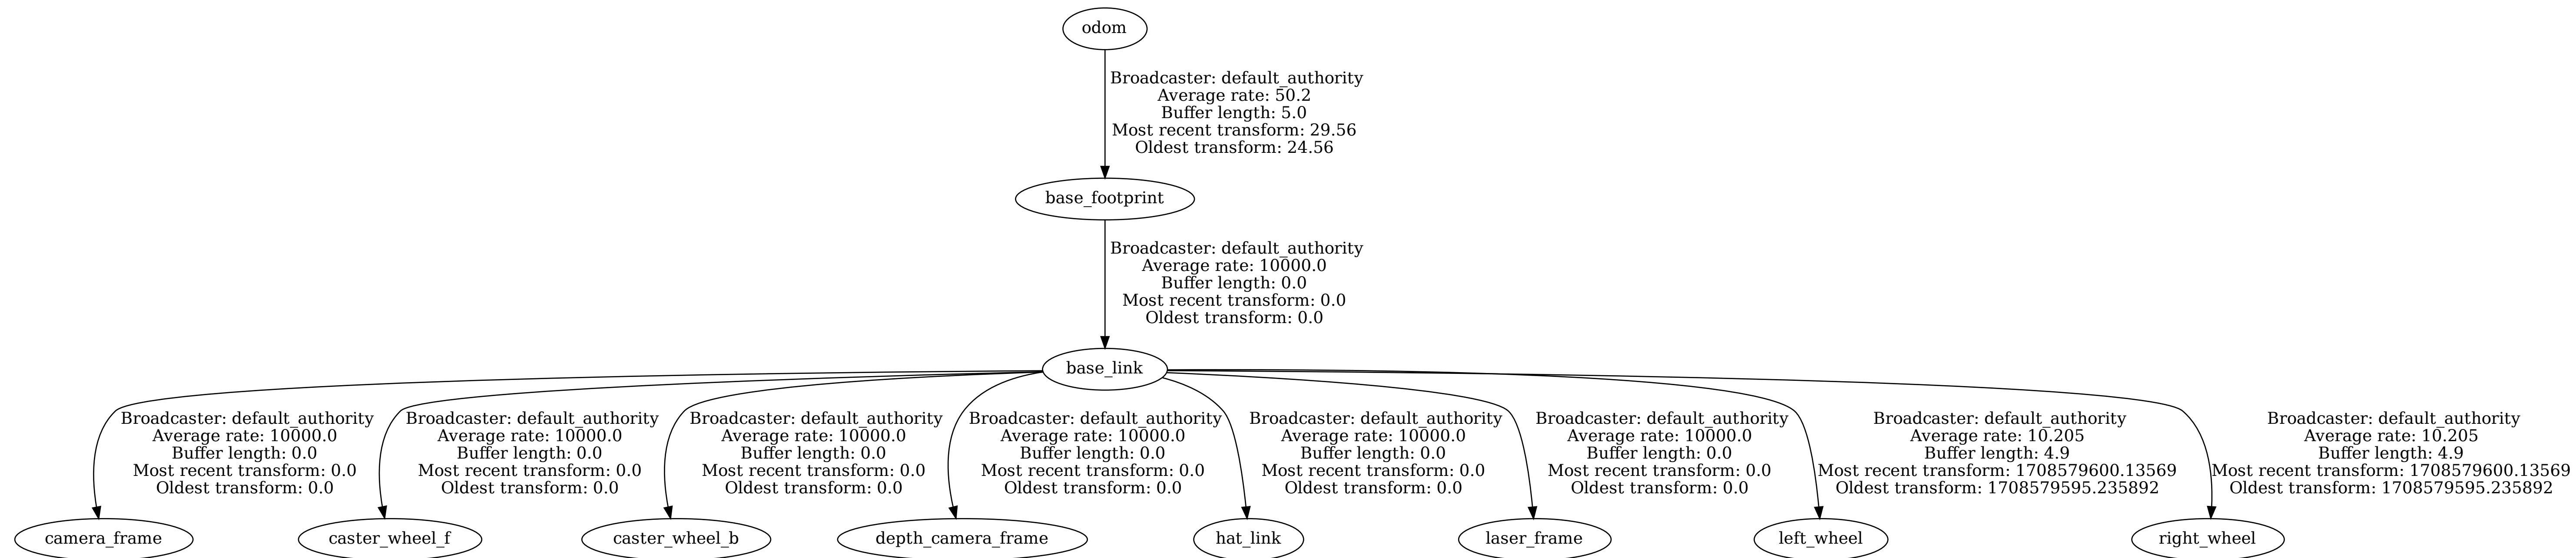 odom
Broadcaster: default_authority
Average rate: 50.2
Buffer length: 5.0
Most recent transform: 29.56
Oldest transform: 24.56
base_footprint
Broadcaster: default_authority
Average rate: 10000.0
Buffer length: 0.0
Most recent transform: 0.0
Oldest transform: 0.0
base_link
Broadcaster: default_authority
Average rate: 10000.0
Buffer length: 0.0
Most recent transform: 0.0
Oldest transform: 0.0
Broadcaster: default_authority
Average rate: 10000.0
Buffer length: 0.0
Most recent transform: 0.0
Oldest transform: 0.0
Broadcaster: default_authority
Average rate: 10000.0
Buffer length: 0.0
Most recent transform: 0.0
Oldest transform: 0.0
Broadcaster: default_authority
Average rate: 10000.0
Buffer length: 0.0
Most recent transform: 0.0
Oldest transform: 0.0
Broadcaster: default_authority
Average rate: 10000.0
Buffer length: 0.0
Most recent transform: 0.0
Oldest transform: 0.0
Broadcaster: default_authority
Average rate: 10000.0
Buffer length: 0.0
Most recent transform: 0.0
Oldest transform: 0.0
Broadcaster: default_authority
Average rate: 10.205
Buffer length: 4.9
Most recent transform: 1708579600.13569
Oldest transform: 1708579595.235892
Broadcaster: default_authority
Average rate: 10.205
Buffer length: 4.9
Most recent transform: 1708579600.13569
Oldest transform: 1708579595.235892
camera_frame
caster_wheel_f
caster_wheel_b
depth_camera_frame
hat_link
laser_frame
left_wheel
right_wheel